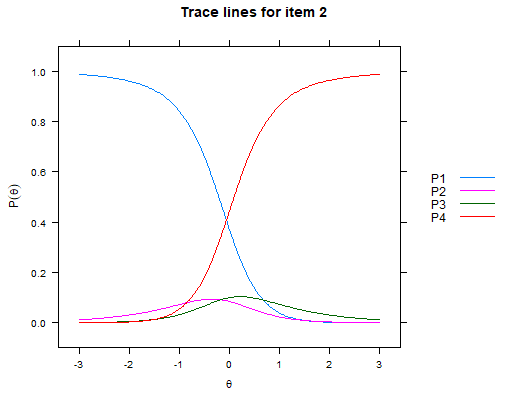 Trace lines for item 2
1.0
0.8
0.6
0.4
0.2
0.0
P(θ)
-3 -2 -1 0 1 2 3
θ
P1
P2
P3
P4